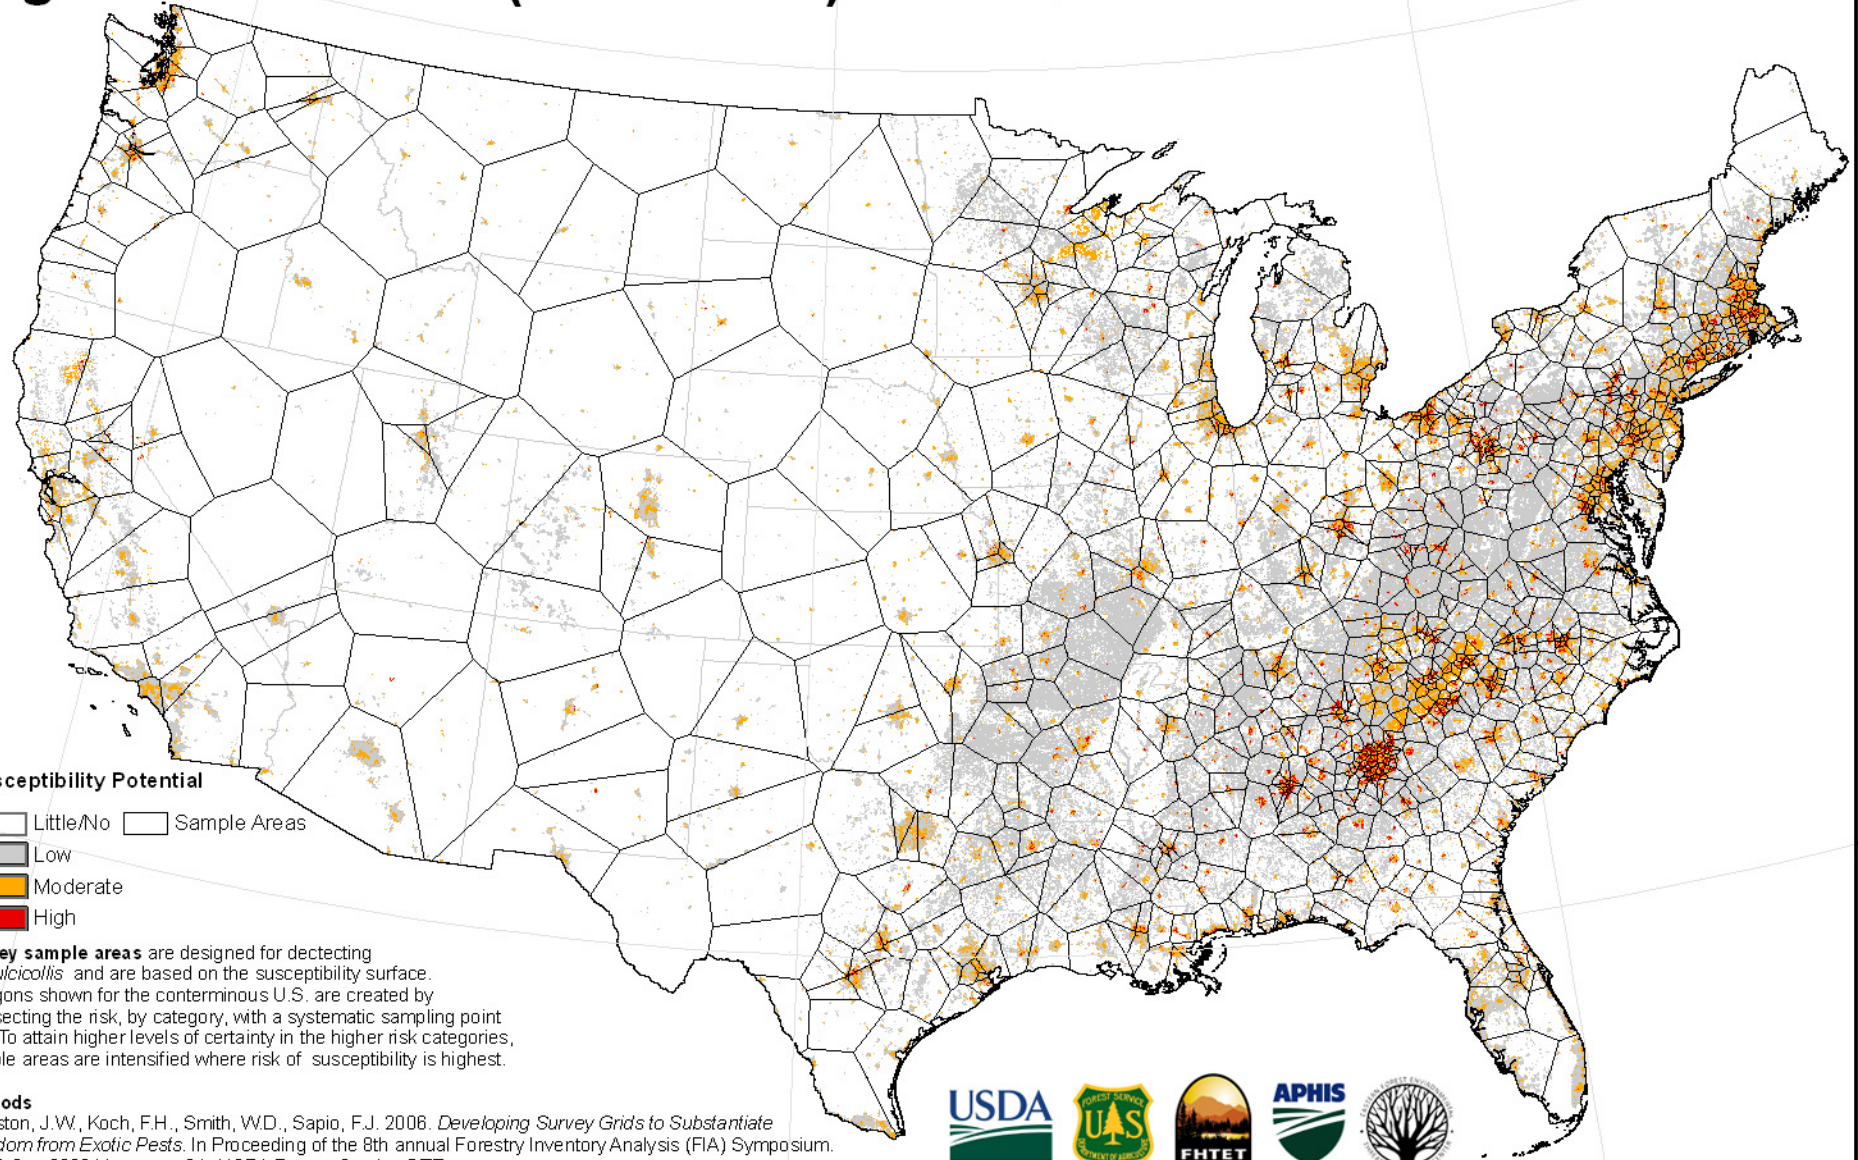 ceptibility Potential
Little/No
Sample Areas
Low
Moderate
High
ey sample areas are designed for dectecting
ulcicollis and are based on the susceptibility surface.
gons shown for the conterminous U.S. are created by
secting the risk, by category, with a systematic sampling point
To attain higher levels of certainty in the higher risk categories,
le areas are intensified where risk of susceptibility is highest.
ods
ston, J.W., Koch, F.H., Smith, W.D., Sapio, F.J. 2006. Developing Survey Grids to Substantiate
dom from Exotic Pests. In Proceeding of the 8th annual Forestry Inventory Analysis (FIA) Symposium.
USDA
FOREST SERVICE
U S
DEPARTMENT OF AGRICULTURE
FHTET
APHIS